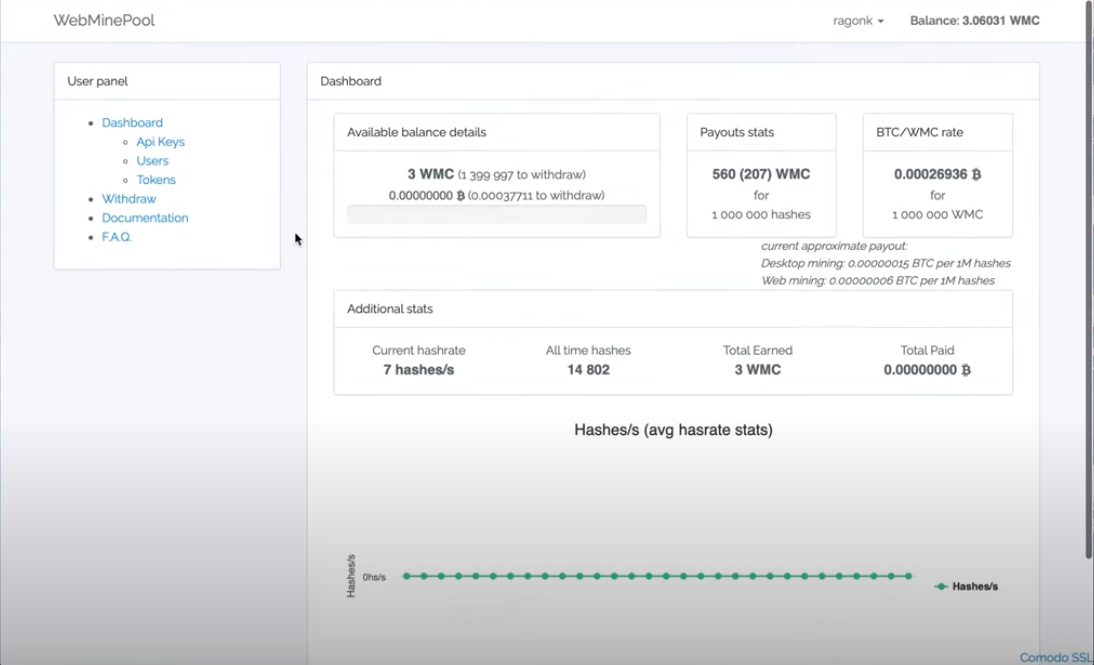 WebMinePool
ragonk
Balance: 3.06031 WMC
User panel
Dashboard
Api Keys
Users
Tokens
Withdraw
Documentation
F.A.Q.
Dashboard
Available balance details
3 WMC (1 399 997 to withdraw)
0.00000000 ₿ (0.00037711 to withdraw)
Payouts stats
560 (207) WMC
for
1 000 000 hashes
BTC/WMC rate
0.00026936 ₿
for
1 000 000 WMC
current approximate payout:
Desktop mining: 0.00000015 BTC per 1M hashes
Web mining: 0.00000006 BTC per 1M hashes
Additional stats
Current hashrate
7 hashes/s
All time hashes
14 802
Total Earned
3 WMC
Total Paid
0.00000000 ₿
Hashes/s (avg hasrate stats)
Hashes/s
0hs/s
Hashes/s
Comodo SSL